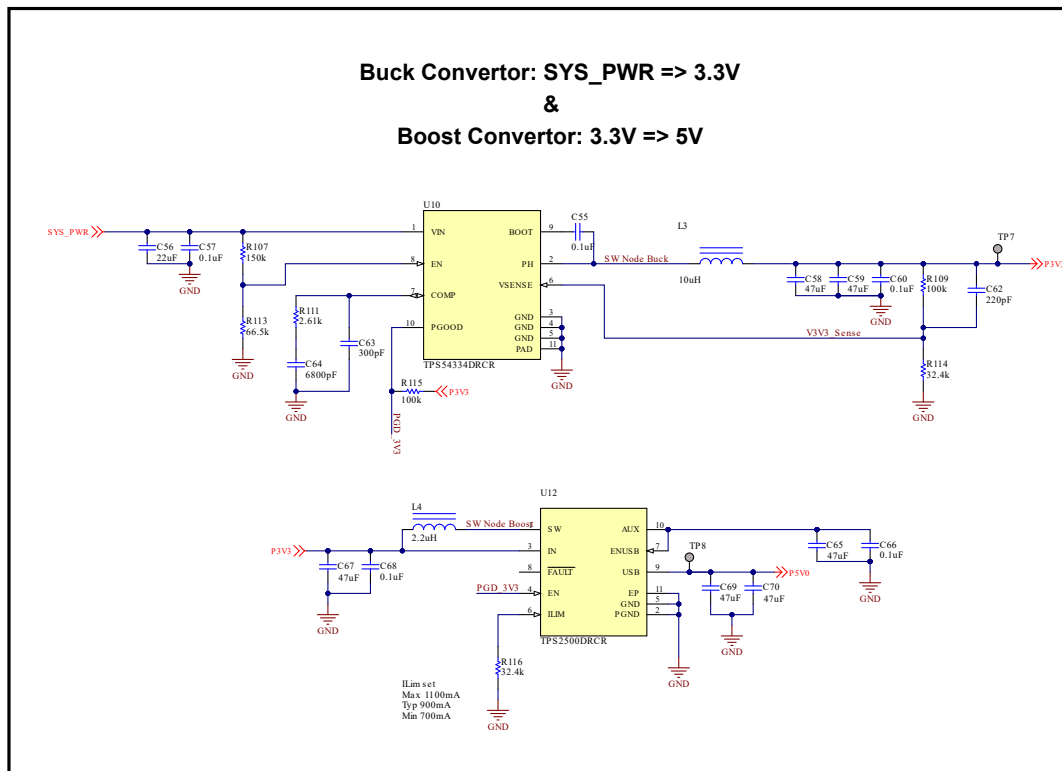 Buck Convertor: SYS_PWR => 3.3V
&
Boost Convertor: 3.3V => 5V
U10
SYS_PWR
C56
22uF
C57
0.1uF
R107
150k
R113
66.5k
GND
GND
R111
2.61k
C64
6800pF
C63
300pF
GND
1
VIN
8
EN
7
COMP
10
PGOOD
BOOT
9
PH
2
VSENSE
6
GND
3
GND
4
GND
5
PAD
11
TPS54334DRCR
GND
R115
100k
P3V3
PGD_3V3
C55
0.1uF
SW Node Buck
L3
10uH
C58
47uF
C59
47uF
C60
0.1uF
GND
R109
100k
TP7
C62
220pF
P3V3
V3V3_Sense
R114
32.4k
GND
U12
L4
2.2uH
SW Node Boost
P3V3
C67
47uF
C68
0.1uF
GND
1
SW
3
IN
8
FAULT
PGD_3V3
4
EN
6
ILIM
AUX
10
ENUSB
7
USB
9
EP
11
GND
5
PGND
2
TPS2500DRCR
R116
32.4k
GND
ILim set
Max 1100mA
Typ 900mA
Min 700mA
GND
TP8
C69
47uF
C70
47uF
GND
P5V0
C65
47uF
C66
0.1uF
GND